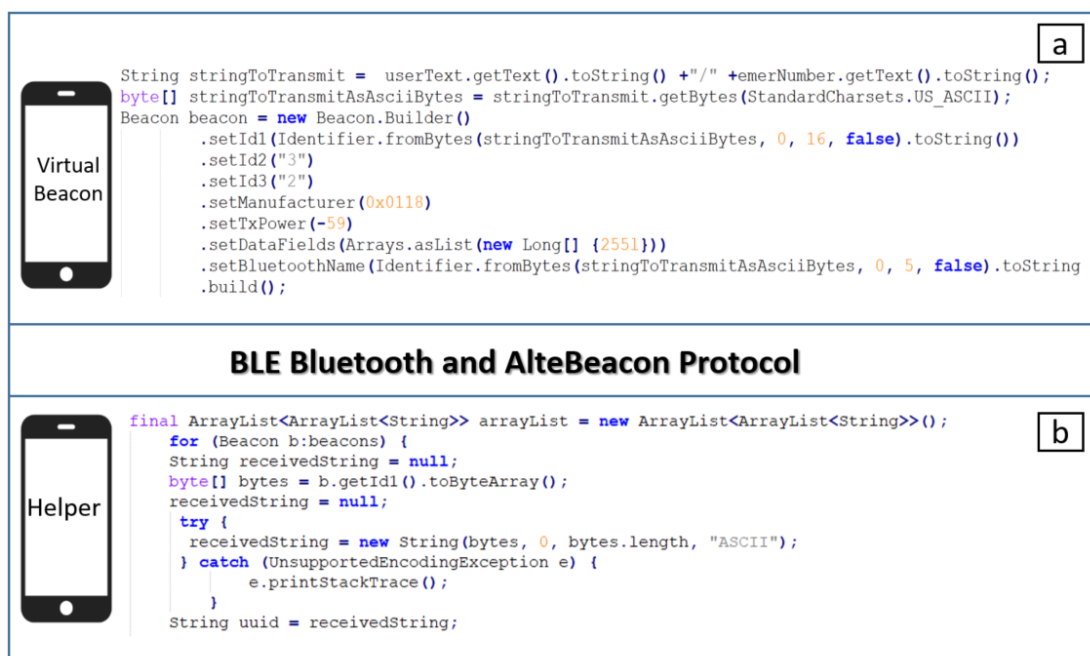 a
String stringToTransmit =  userText.getText().toString() +"/" +emerNumber.getText().toString();
byte[] stringToTransmitAsAsciiBytes = stringToTransmit.getBytes(StandardCharsets.US_ASCII);
Beacon beacon = new Beacon.Builder()
.setId1(Identifier.fromBytes(stringToTransmitAsAsciiBytes, 0, 16, false).toString())
.setId2("3")
.setId3("2")
.setManufacturer(0x0118)
.setTxPower(-59)
.setDataFields(Arrays.asList(new Long[] {255l}))
.setBluetoothName(Identifier.fromBytes(stringToTransmitAsAsciiBytes, 0, 5, false).toString
.build();
Virtual
Beacon
BLE Bluetooth and AlteBeacon Protocol
b
final ArrayList<ArrayList<String>> arrayList = new ArrayList<ArrayList<String>>();
for (Beacon b:beacons) {
String receivedString = null;
byte[] bytes = b.getId1().toByteArray();
receivedString = null;
try {
receivedString = new String(bytes, 0, bytes.length, "ASCII");
} catch (UnsupportedEncodingException e) {
e.printStackTrace();
}
String uuid = receivedString;
Helper